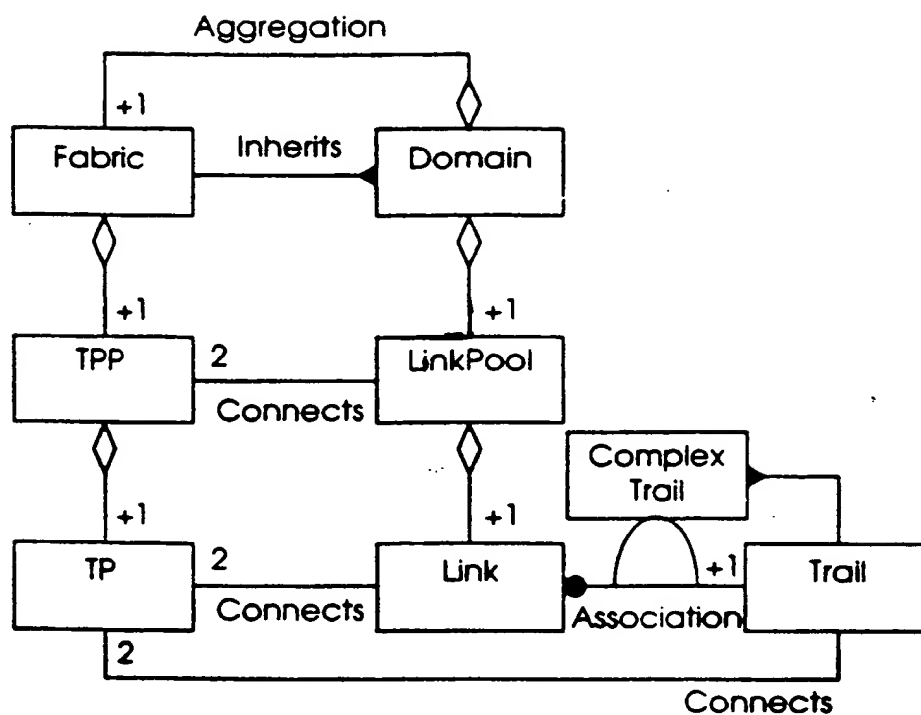 Aggregation
+1
Fabric
Inherits
Domain
+1
+1
TPP
2
LinkPool
Connects
Complex
Trail
+1
+1
TP
2
Link
+1
Trail
Connects
Association
2
Connects